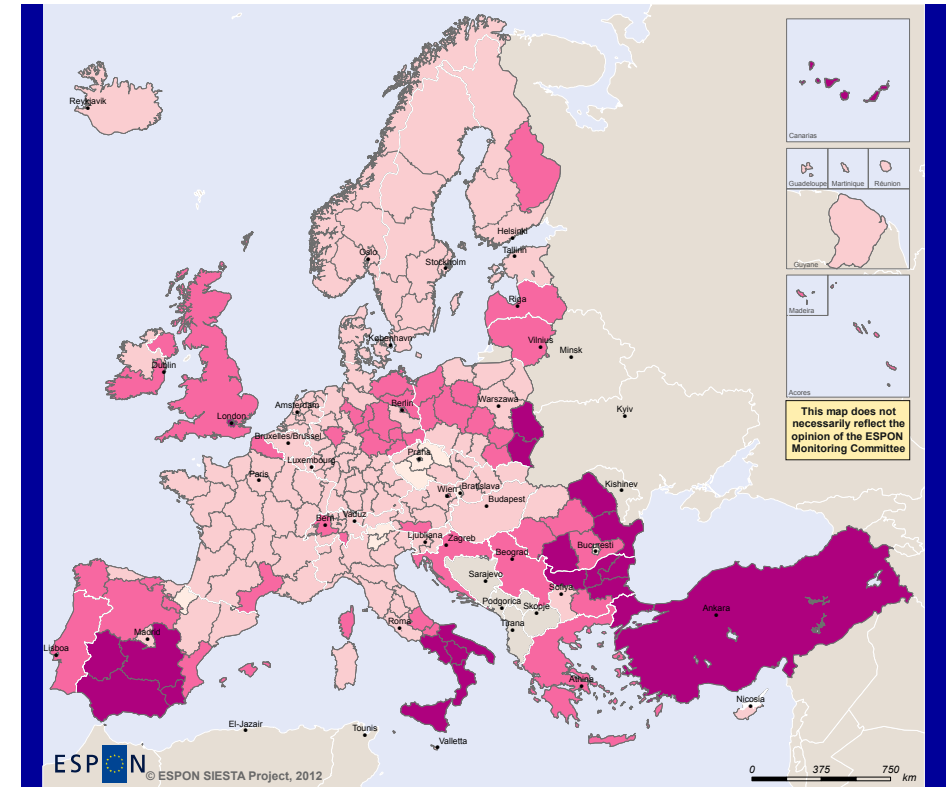 Canarias
Reykjavik
Guadeloupe
Martinique
Réunion
Guyane
Helsinki
Tallinn
Oslo
Stockholm
Madeira
Riga
Acores
København
Vilnius
Minsk
Dublin
Amsterdam
Berlin
Warszawa
London
Kyiv
This map does not
necessarily reflect the
opinion of the ESPON
Monitoring Committee
Bruxelles/Brussel
Luxembourg
Praha
Paris
Wien
Bratislava
Kishinev
Budapest
Bern
Vaduz
Ljubljana
Zagreb
Bucuresti
Beograd
Sarajevo
Sofiya
Podgorica
Skopje
Ankara
Roma
Tirana
Madrid
Lisboa
Athina
Nicosia
El-Jazair
Tounis
Valletta
ESPON
© ESPON SIESTA Project, 2012
0 375 750
km